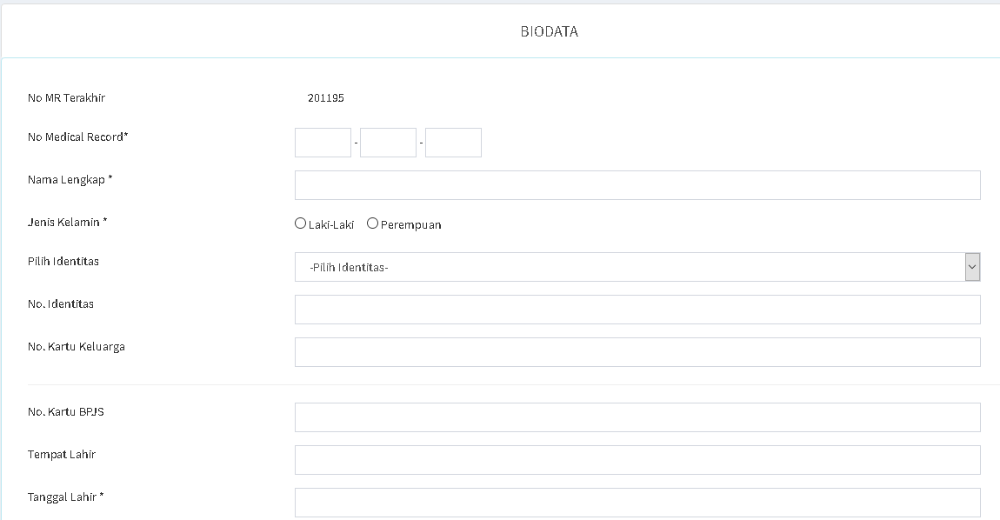 BIODATA
No MR Terakhir 201195
No Medical Record* - -
Nama Lengkap *
Jenis Kelamin * Laki-Laki Perempuan
Pilih Identitas -Pilih Identitas-
No. Identitas
No. Kartu Keluarga
No. Kartu BPJS
Tempat Lahir
Tanggal Lahir *